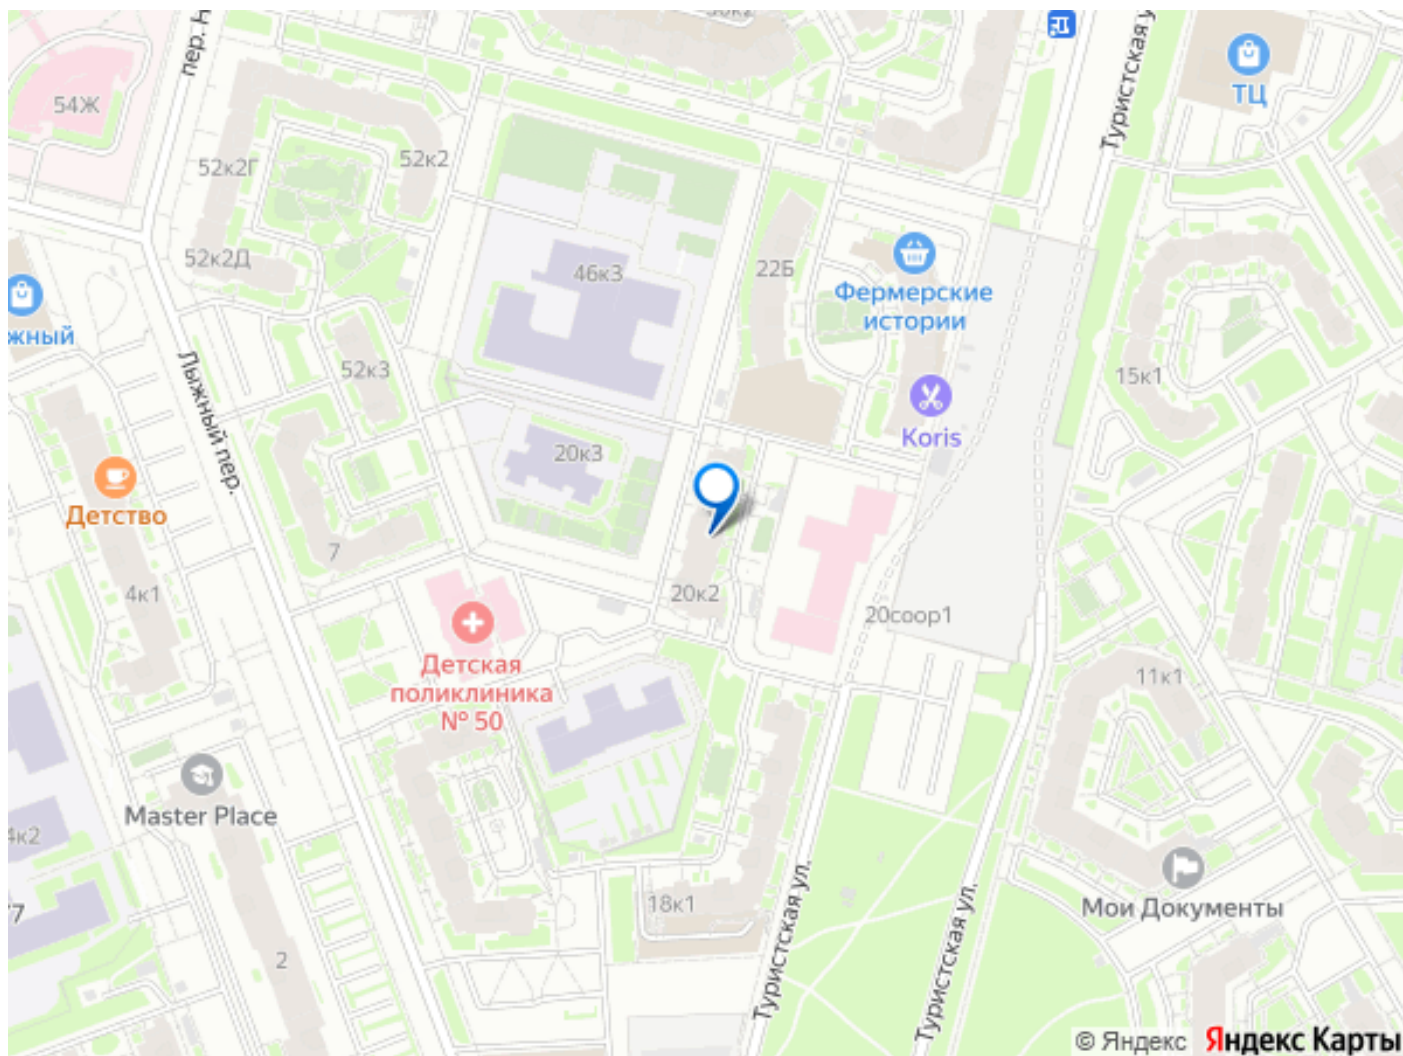 пер. Н
Туристская у
ТЦ
54Ж
52к2
52к2Г
52к2Д
46к3
22Б
Фермерские
истории
жный
Лыжный пер.
52к3
15к1
Koris
20к3
Детство
7
4к1
20к2
20соор1
Детская
поликлиника
№ 50
11к1
Master Place
4к2
18к1
Туристская ул.
Туристская ул.
Мои Документы
7
2
© Яндекс Яндекс Карты